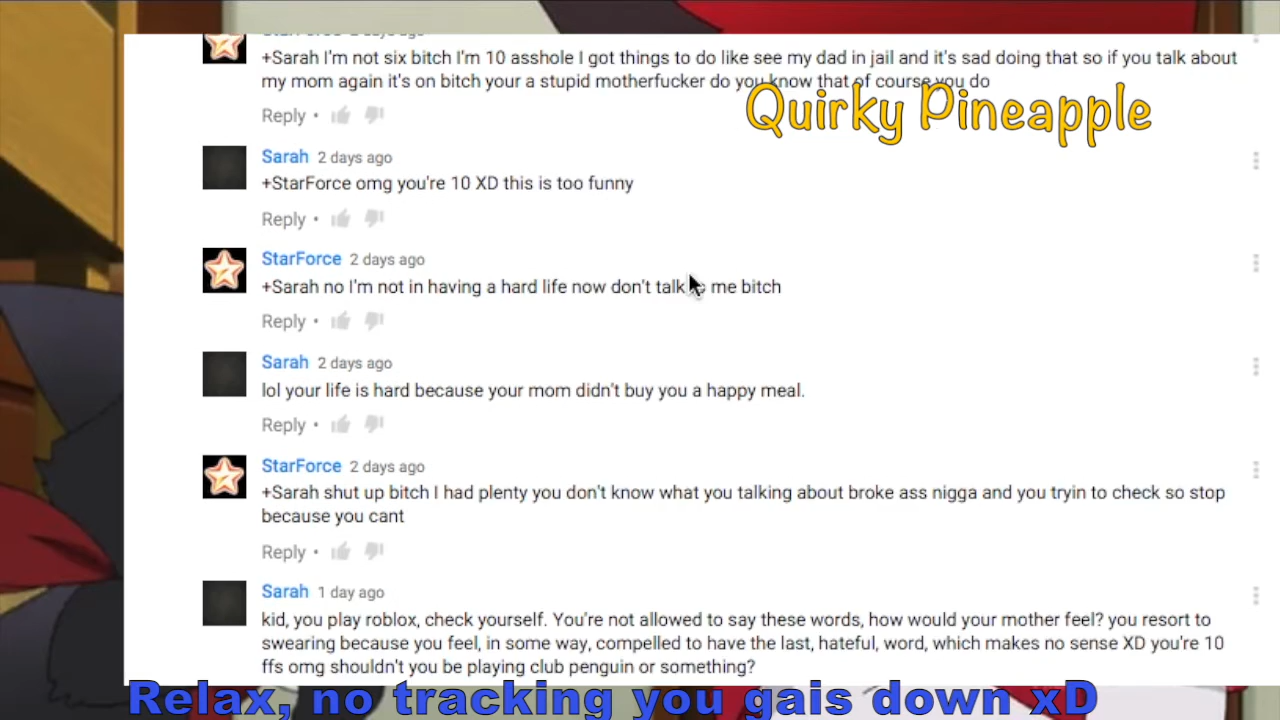 +Sarah I'm not six bitch I'm 10 asshole I got things to do like see my dad in jail and it's sad doing that so if you talk about
my mom again it's on bitch your a stupid motherfucker do you know that of course you do
Quirky Pineapple
Reply •
Sarah 2 days ago
+StarForce omg you're 10 XD this is too funny
Reply •
StarForce 2 days ago
+Sarah no I'm not in having a hard life now don't talk me bitch
Reply •
Sarah 2 days ago
lol your life is hard because your mom didn't buy you a happy meal.
Reply •
StarForce 2 days ago
+Sarah shut up bitch I had plenty you don't know what you talking about broke ass nigga and you tryin to check so stop
because you cant
Reply •
Sarah 1 day ago
kid, you play roblox, check yourself. You're not allowed to say these words, how would your mother feel? you resort to
swearing because you feel, in some way, compelled to have the last, hateful, word, which makes no sense XD you're 10
ffs omg shouldn't you be playing club penguin or something?
Relax, no tracking you gais down xD